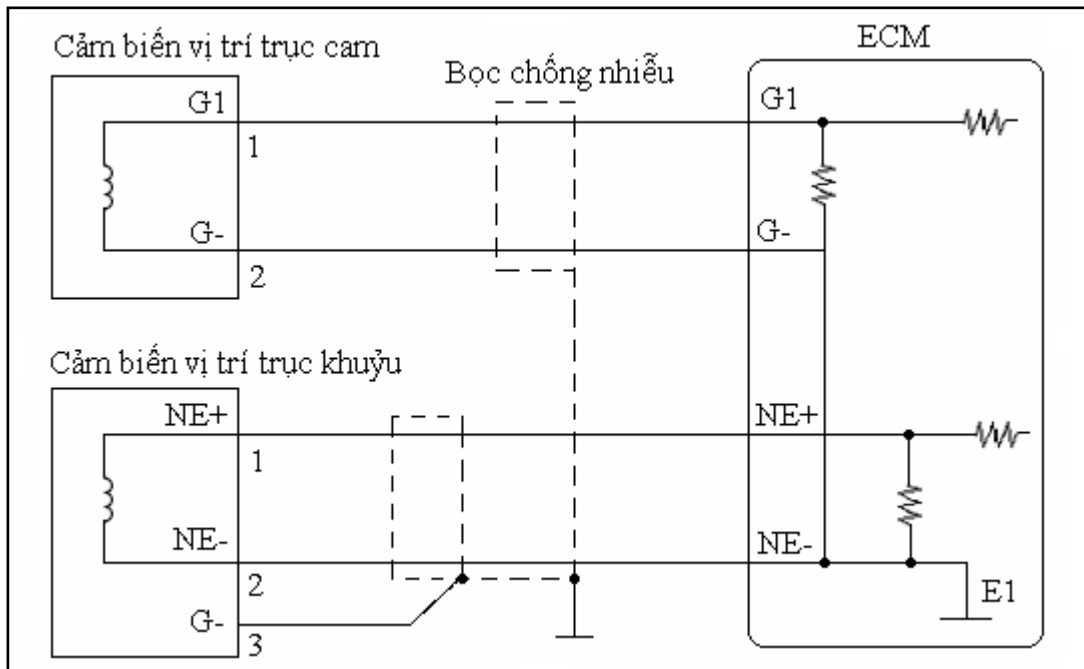 Cảm biến vị trí trục cam
ECM
Bọc chống nhiễu
G1
1
G1
G-
2
G-
Cảm biến vị trí trục khuỷu
NE+
1
NE+
NE-
2
NE-
G-
3
E1